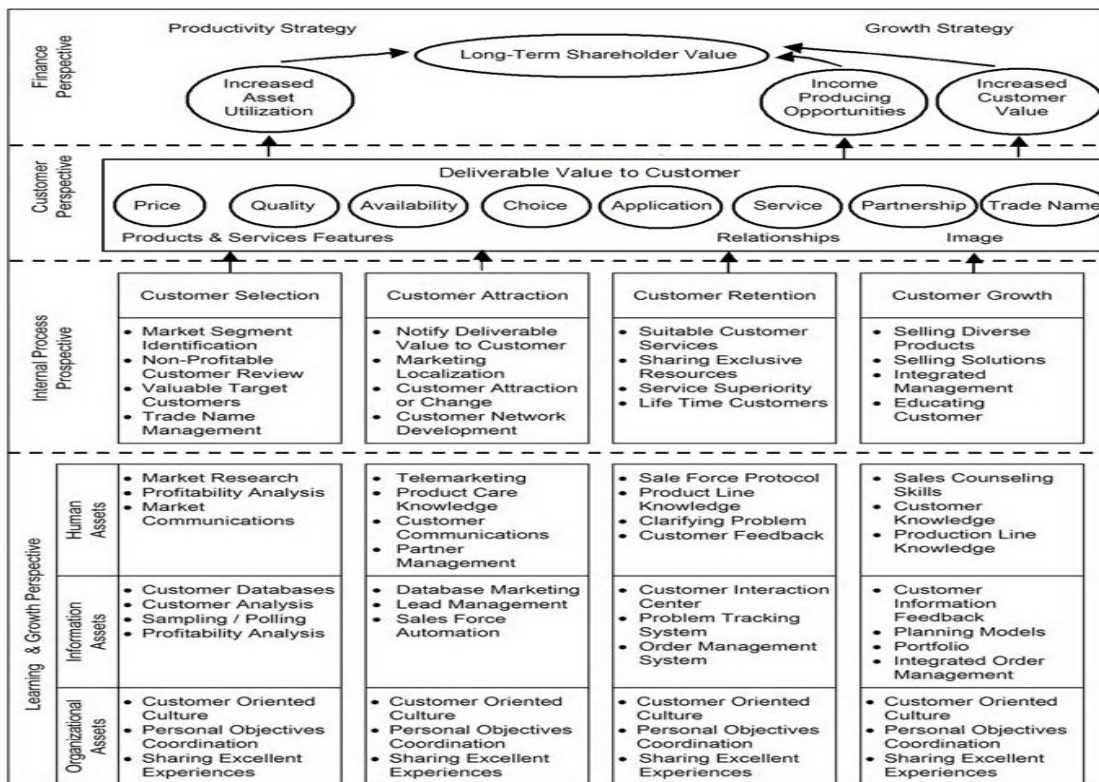 Productivity Strategy
Growth Strategy
Finance
Perspective
Long-Term Shareholder Value
Increased
Asset
Utilization
Income
Producing
Opportunities
Increased
Customer
Value
Customer
Perspective
Deliverable Value to Customer
Price
Quality
Availability
Choice
Application
Service
Partnership
Trade Name
Products & Services Features
Relationships
Image
Internal Process
Prospective
Customer Selection
• Market Segment
Identification
• Non-Profitable
Customer Review
• Valuable Target
Customers
• Trade Name
Management
Customer Attraction
• Notify Deliverable
Value to Customer
• Marketing
Localization
• Customer Attraction
or Change
• Customer Network
Development
Customer Retention
• Suitable Customer
Services
• Sharing Exclusive
Resources
• Service Superiority
• Life Time Customers
Customer Growth
• Selling Diverse
Products
• Selling Solutions
• Integrated
Management
• Educating
Customer
Learning & Growth Perspective
Human
Assets
• Market Research
• Profitability Analysis
• Market
Communications
• Telemarketing
• Product Care
Knowledge
• Customer
Communications
• Partner
Management
• Sale Force Protocol
• Product Line
Knowledge
• Clarifying Problem
• Customer Feedback
• Sales Counseling
Skills
• Customer
Knowledge
• Production Line
Knowledge
Information
Assets
• Customer Databases
• Customer Analysis
• Sampling / Polling
• Profitability Analysis
• Database Marketing
• Lead Management
• Sales Force
Automation
• Customer Interaction
Center
• Problem Tracking
System
• Order Management
System
• Customer
Information
Feedback
• Planning Models
• Portfolio
• Integrated Order
Management
Organizational
Assets
• Customer Oriented
Culture
• Personal Objectives
Coordination
• Sharing Excellent
Experiences
• Customer Oriented
Culture
• Personal Objectives
Coordination
• Sharing Excellent
Experiences
• Customer Oriented
Culture
• Personal Objectives
Coordination
• Sharing Excellent
Experiences
• Customer Oriented
Culture
• Personal Objectives
Coordination
• Sharing Excellent
Experiences